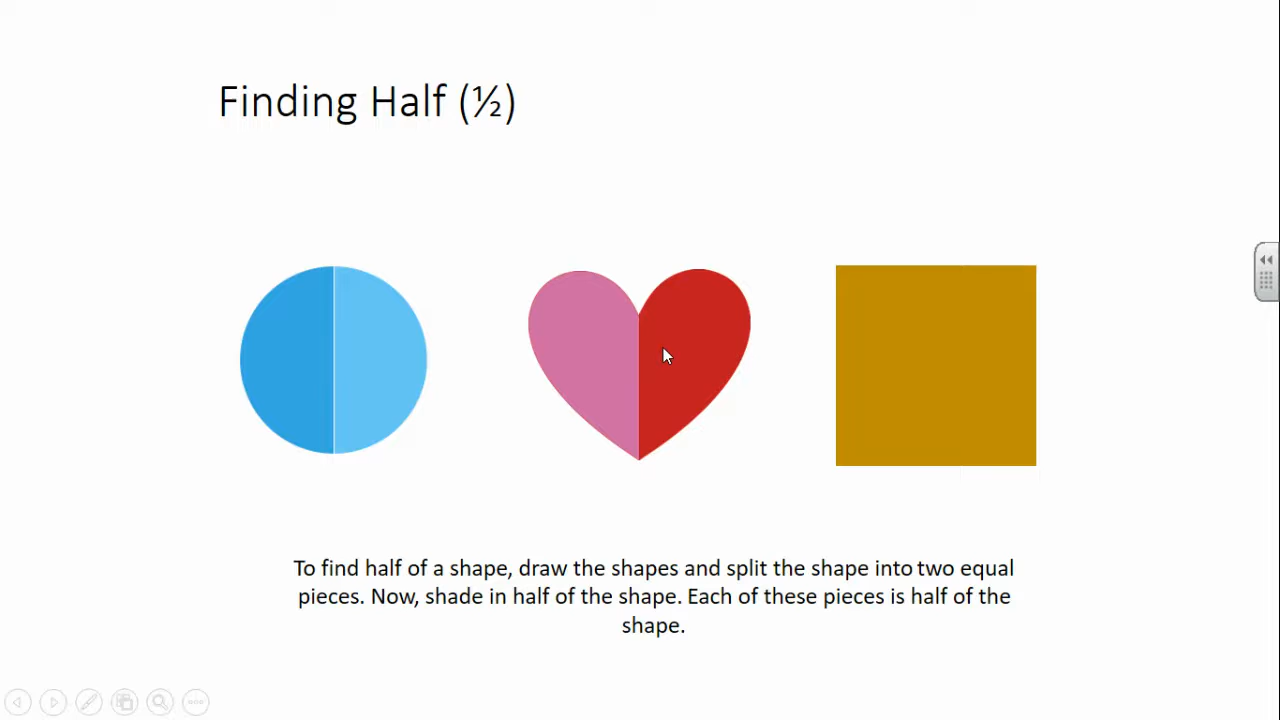 Finding Half (½)
To find half of a shape, draw the shapes and split the shape into two equal
pieces. Now, shade in half of the shape. Each of these pieces is half of the
shape.